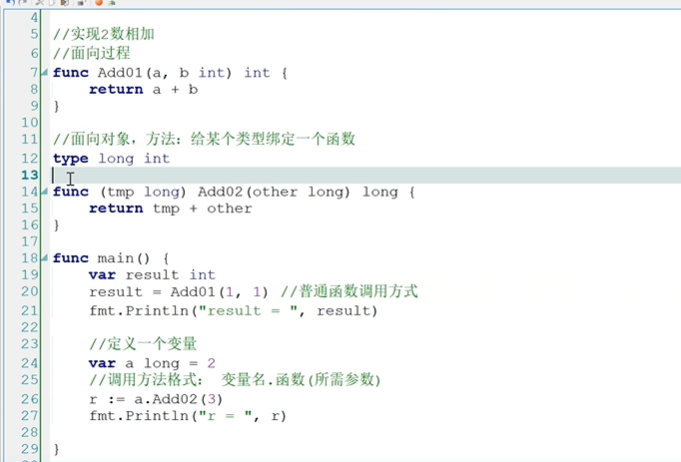 4
5 //实现2数相加
6 //面向过程
7 func Add01(a, b int) int {
8 return a + b
9 }
10
11 //面向对象，方法：给某个类型绑定一个函数
12 type long int
13
14 func (tmp long) Add02(other long) long {
15 return tmp + other
16 }
17
18 func main() {
19 var result int
20 result = Add01(1, 1) //普通函数调用方式
21 fmt.Println("result = ", result)
22
23 //定义一个变量
24 var a long = 2
25 //调用方法格式： 变量名.函数(所需参数)
26 r := a.Add02(3)
27 fmt.Println("r = ", r)
28
29 }